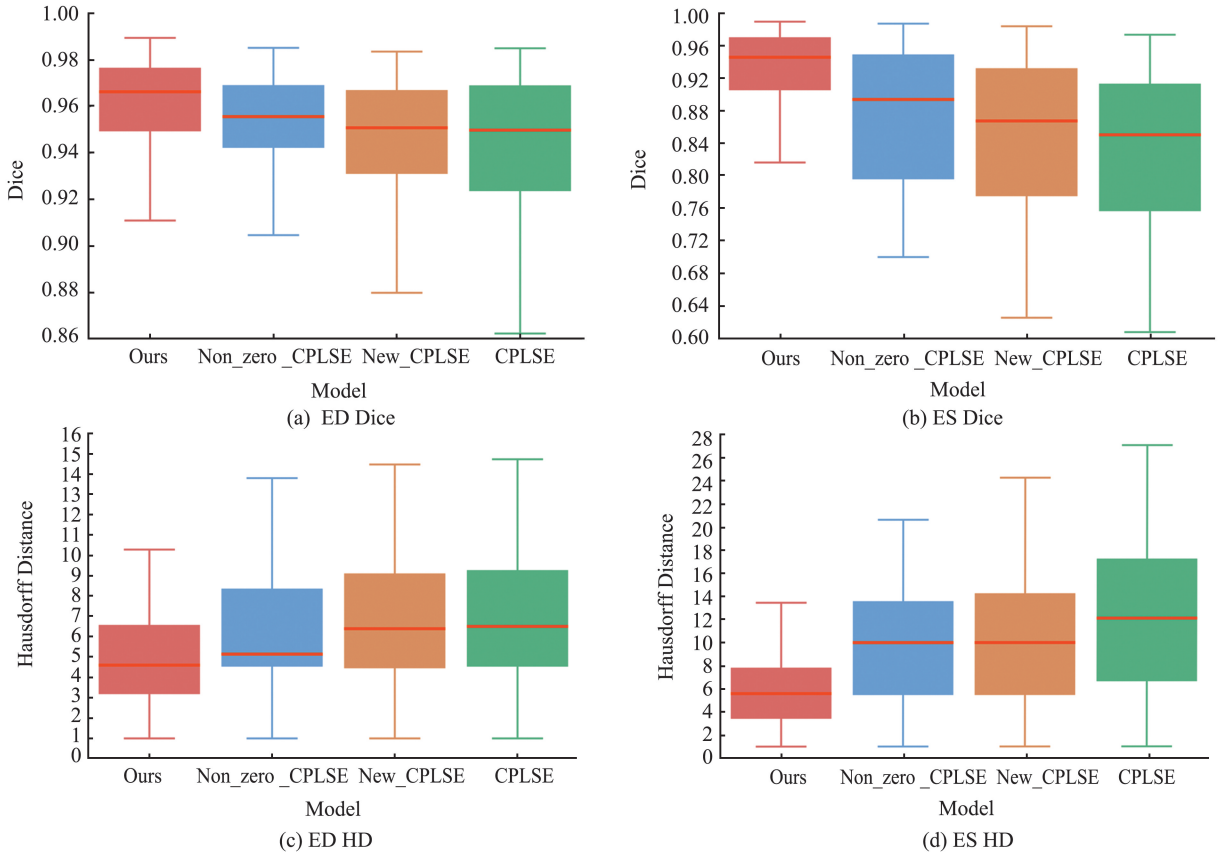 1.00
0.98
0.96
0.94
0.92
0.90
0.88
0.86
Dice
Ours
Non_zero _CPLSE
New_CPLSE
CPLSE
Model
(a) ED Dice
1.00
0.96
0.92
0.88
0.84
0.80
0.76
0.72
0.68
0.64
0.60
Dice
Ours
Non_zero _CPLSE
New_CPLSE
CPLSE
Model
(b) ES Dice
16
15
14
13
12
11
10
9
8
7
6
5
4
3
2
1
0
Hausdorff Distance
Ours
Non_zero _CPLSE
New_CPLSE
CPLSE
Model
(c) ED HD
28
26
24
22
20
18
16
14
12
10
8
6
4
2
0
Hausdorff Distance
Ours
Non_zero _CPLSE
New_CPLSE
CPLSE
Model
(d) ES HD